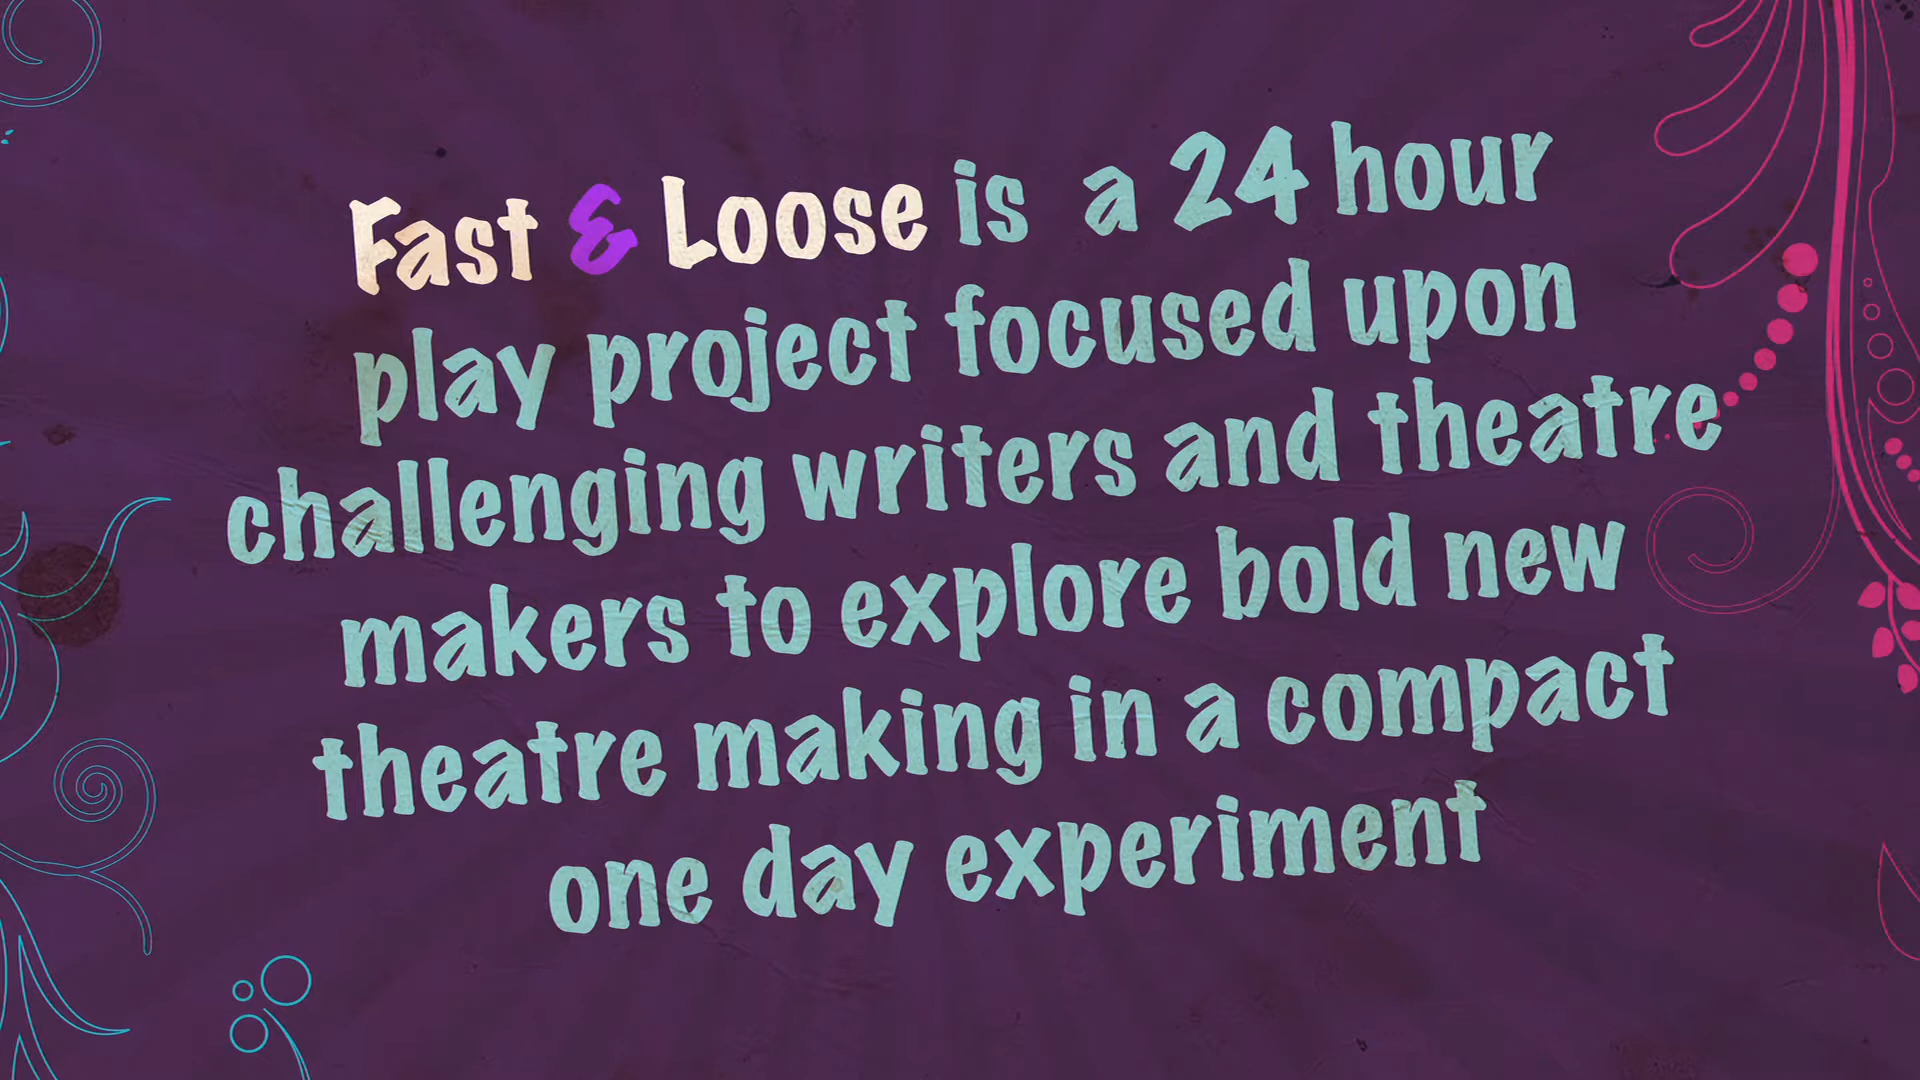 Fast & Loose is a 24 hour
play project focused upon
challenging writers and theatre
makers to explore bold new
theatre making in a compact
one day experiment